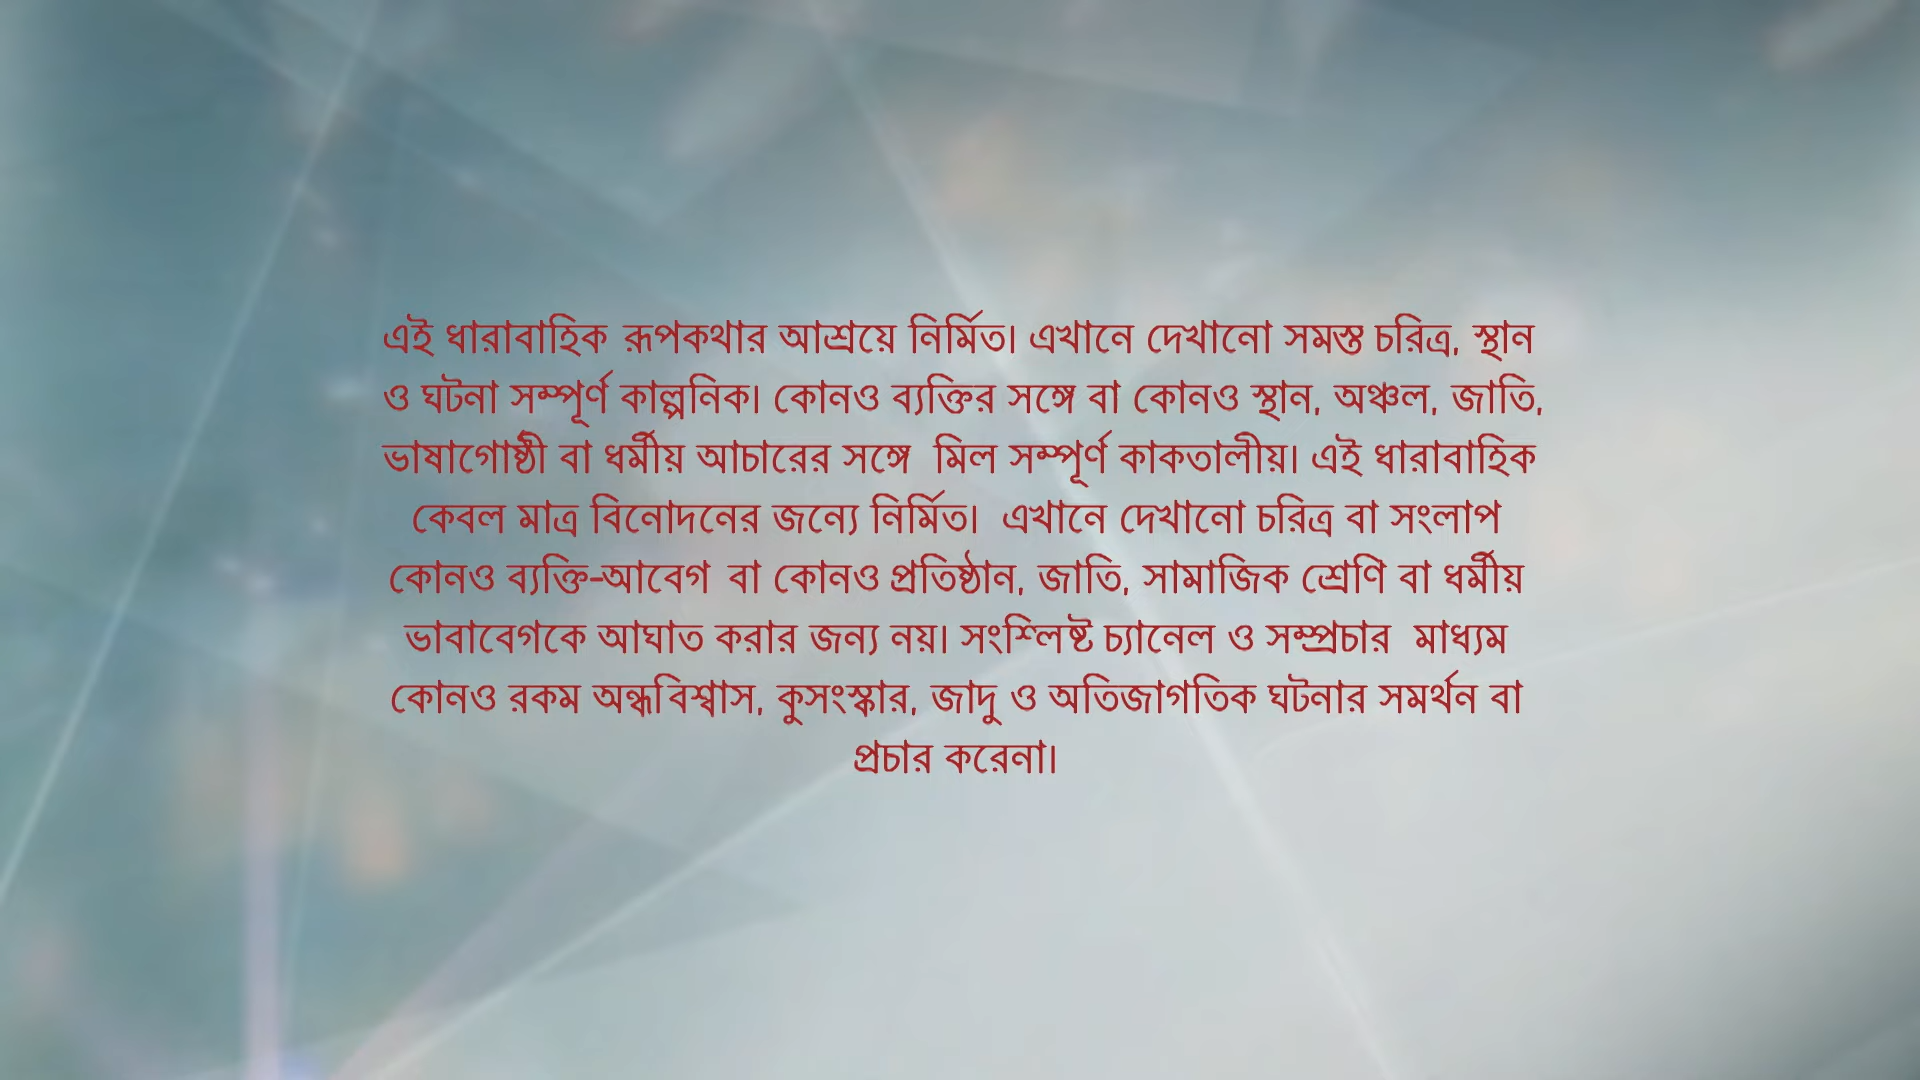 এই ধারাবাহিক রূপকথার আশ্রয়ে নির্মিত। এখানে দেখানো সমস্ত চরিত্র, স্থান
ও ঘটনা সম্পূর্ণ কাল্পনিক। কোনও ব্যক্তির সঙ্গে বা কোনও স্থান, অঞ্চল, জাতি,
ভাষাগোষ্ঠী বা ধর্মীয় আচারের সঙ্গে মিল সম্পূর্ণ কাকতালীয়। এই ধারাবাহিক
কেবল মাত্র বিনোদনের জন্যে নির্মিত। এখানে দেখানো চরিত্র বা সংলাপ
কোনও ব্যক্তি-আবেগ বা কোনও প্রতিষ্ঠান, জাতি, সামাজিক শ্রেণি বা ধর্মীয়
ভাবাবেগকে আঘাত করার জন্য নয়। সংশ্লিষ্ট চ্যানেল ও সম্প্রচার মাধ্যম
কোনও রকম অন্ধবিশ্বাস, কুসংস্কার, জাদু ও অতিজাগতিক ঘটনার সমর্থন বা
প্রচার করেনা।